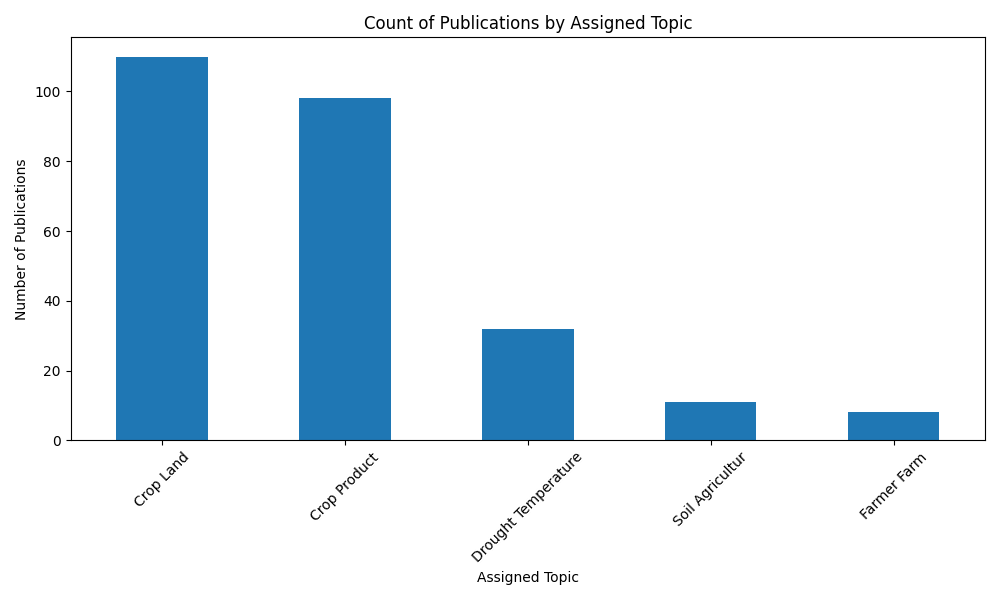 Count of Publications by Assigned Topic
Number of Publications
100
80
60
40
20
0
Crop Land
Crop Product
Drought Temperature
Soil Agricultur
Farmer Farm
Assigned Topic